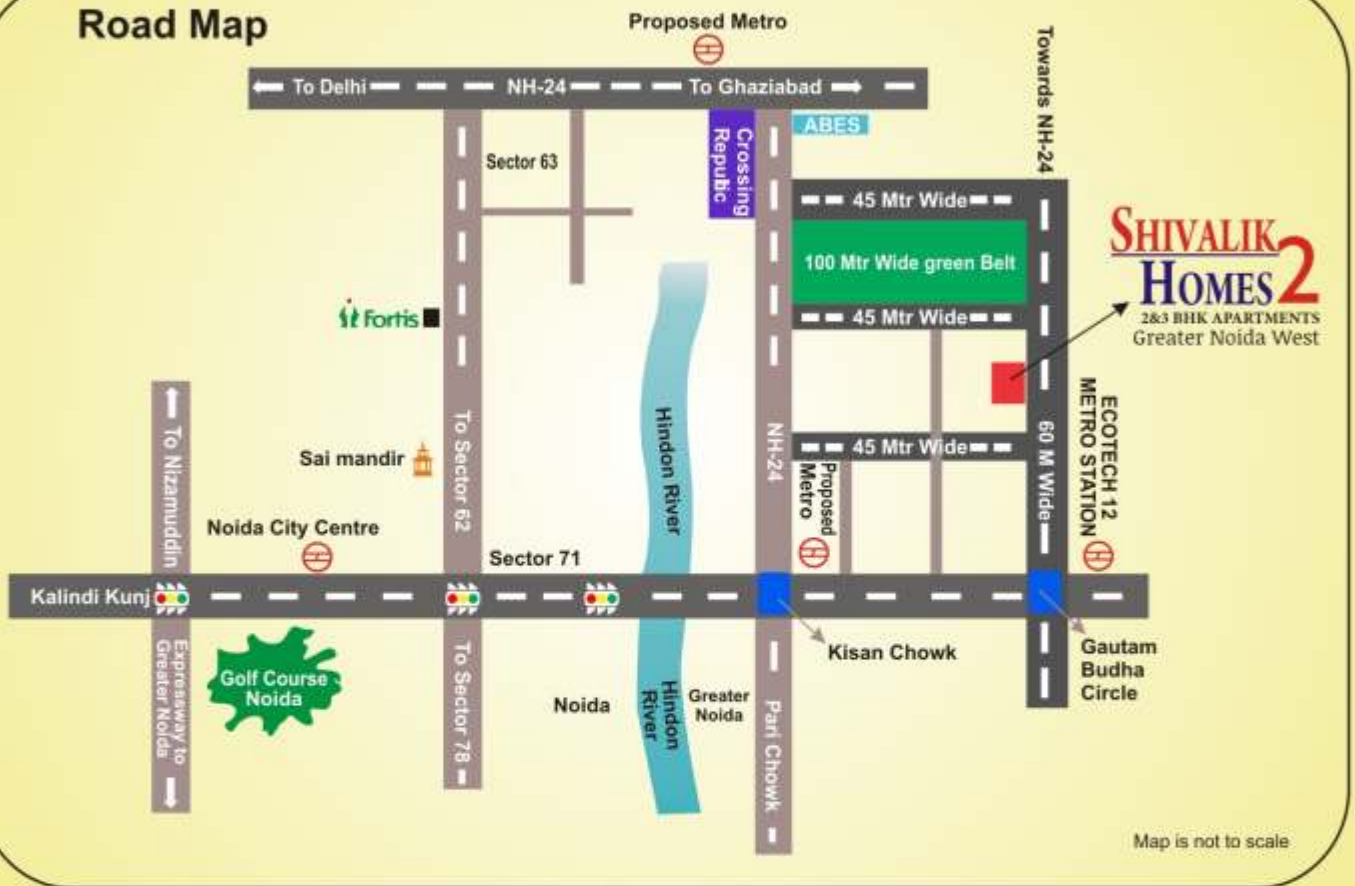 Road Map
Proposed Metro
To Delhi
NH-24
To Ghaziabad
Towards NH-24
ABES
Crossing
Repubic
Sector 63
45 Mtr Wide
100 Mtr Wide green Belt
45 Mtr Wide
SHIVALIK
HOMES 2
2&3 BHK APARTMENTS
Greater Noida West
Fortis
To Nizamuddin
Sai mandir
To Sector 62
Hindon River
NH-24
45 Mtr Wide
60 M Wide
ECOTECH 12
METRO STATION
Proposed
Metro
Noida City Centre
Sector 71
Kalindi Kunj
Kisan Chowk
Gautam
Budha
Circle
Expressway to
Greater Noida
Golf Course
Noida
To Sector 78
Noida
Hindon
River
Greater
Noida
Pari Chowk
Map is not to scale